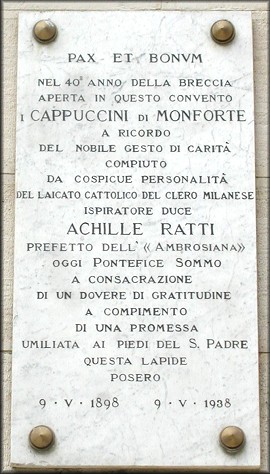 PAX ET BONVM
NEL 40° ANNO DELLA BRECCIA
APERTA IN QUESTO CONVENTO
I CAPPUCCINI DI MONFORTE
A RICORDO
DEL NOBILE GESTO DI CARITÀ
COMPIUTO
DA COSPICUE PERSONALITÀ
DEL LAICATO CATTOLICO DEL CLERO MILANESE
ISPIRATORE DUCE
ACHILLE RATTI
PREFETTO DELL' «AMBROSIANA»
OGGI PONTEFICE SOMMO
A CONSACRAZIONE
DI UN DOVERE DI GRATITUDINE
A COMPIMENTO
DI UNA PROMESSA
UMILIATA AI PIEDI DEL S. PADRE
QUESTA LAPIDE
POSERO
9 · V · 1898 9 · V · 1938